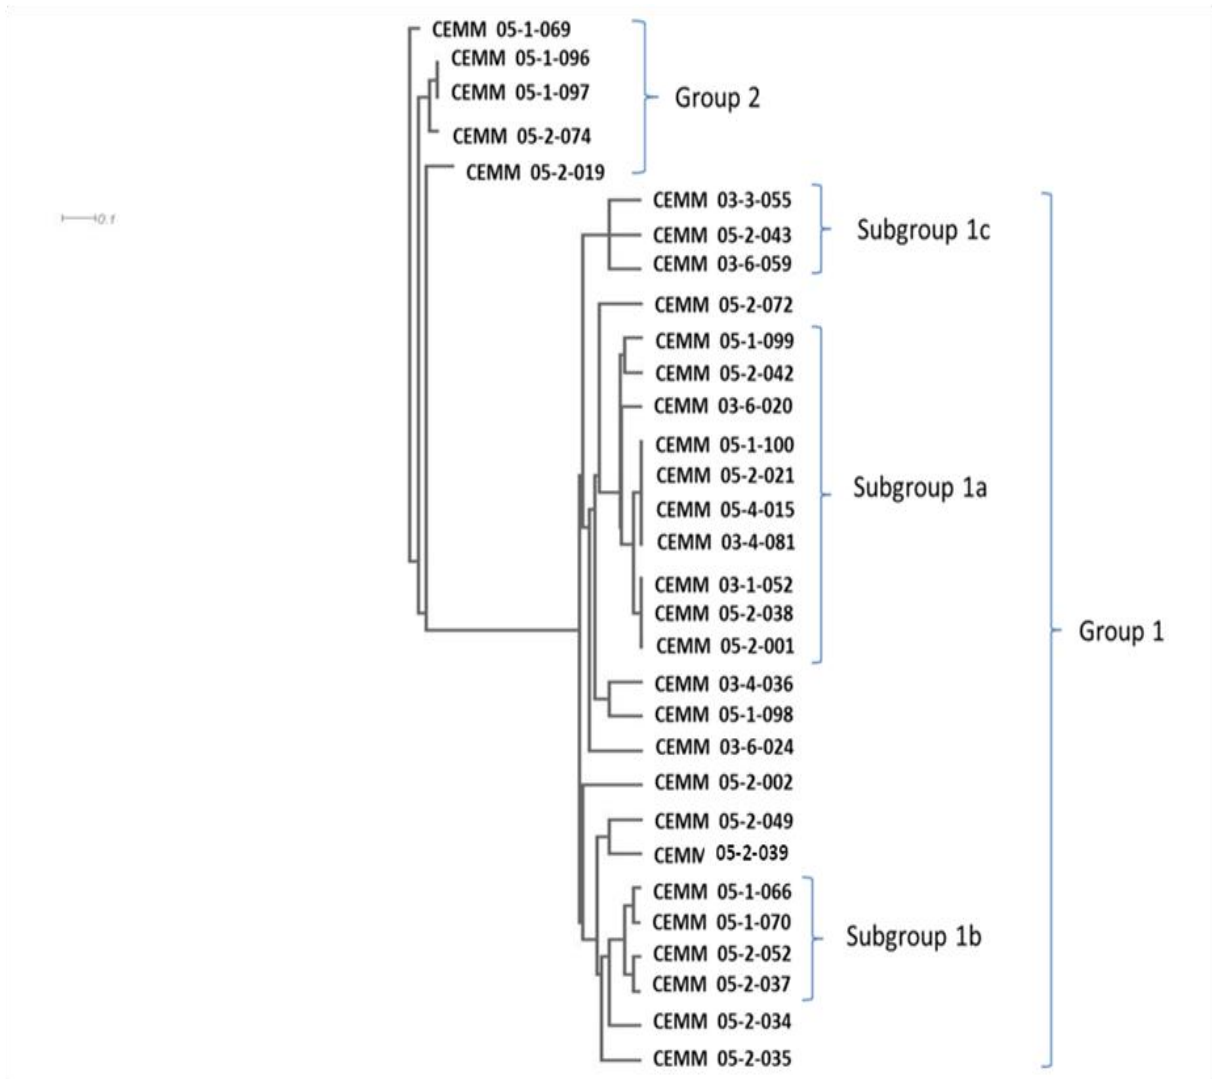 CEMM 05-1-069
CEMM 05-1-096
CEMM 05-1-097
Group 2
CEMM 05-2-074
CEMM 05-2-019
CEMM 03-3-055
0.1
CEMM 05-2-043
Subgroup 1c
CEMM 03-6-059
CEMM 05-2-072
CEMM 05-1-099
CEMM 05-2-042
CEMM 03-6-020
CEMM 05-1-100
CEMM 05-2-021
Subgroup 1a
CEMM 05-4-015
CEMM 03-4-081
CEMM 03-1-052
CEMM 05-2-038
Group 1
CEMM 05-2-001
CEMM 03-4-036
CEMM 05-1-098
CEMM 03-6-024
CEMM 05-2-002
CEMM 05-2-049
CEMM 05-2-039
CEMM 05-1-066
CEMM 05-1-070
Subgroup 1b
CEMM 05-2-052
CEMM 05-2-037
CEMM 05-2-034
CEMM 05-2-035